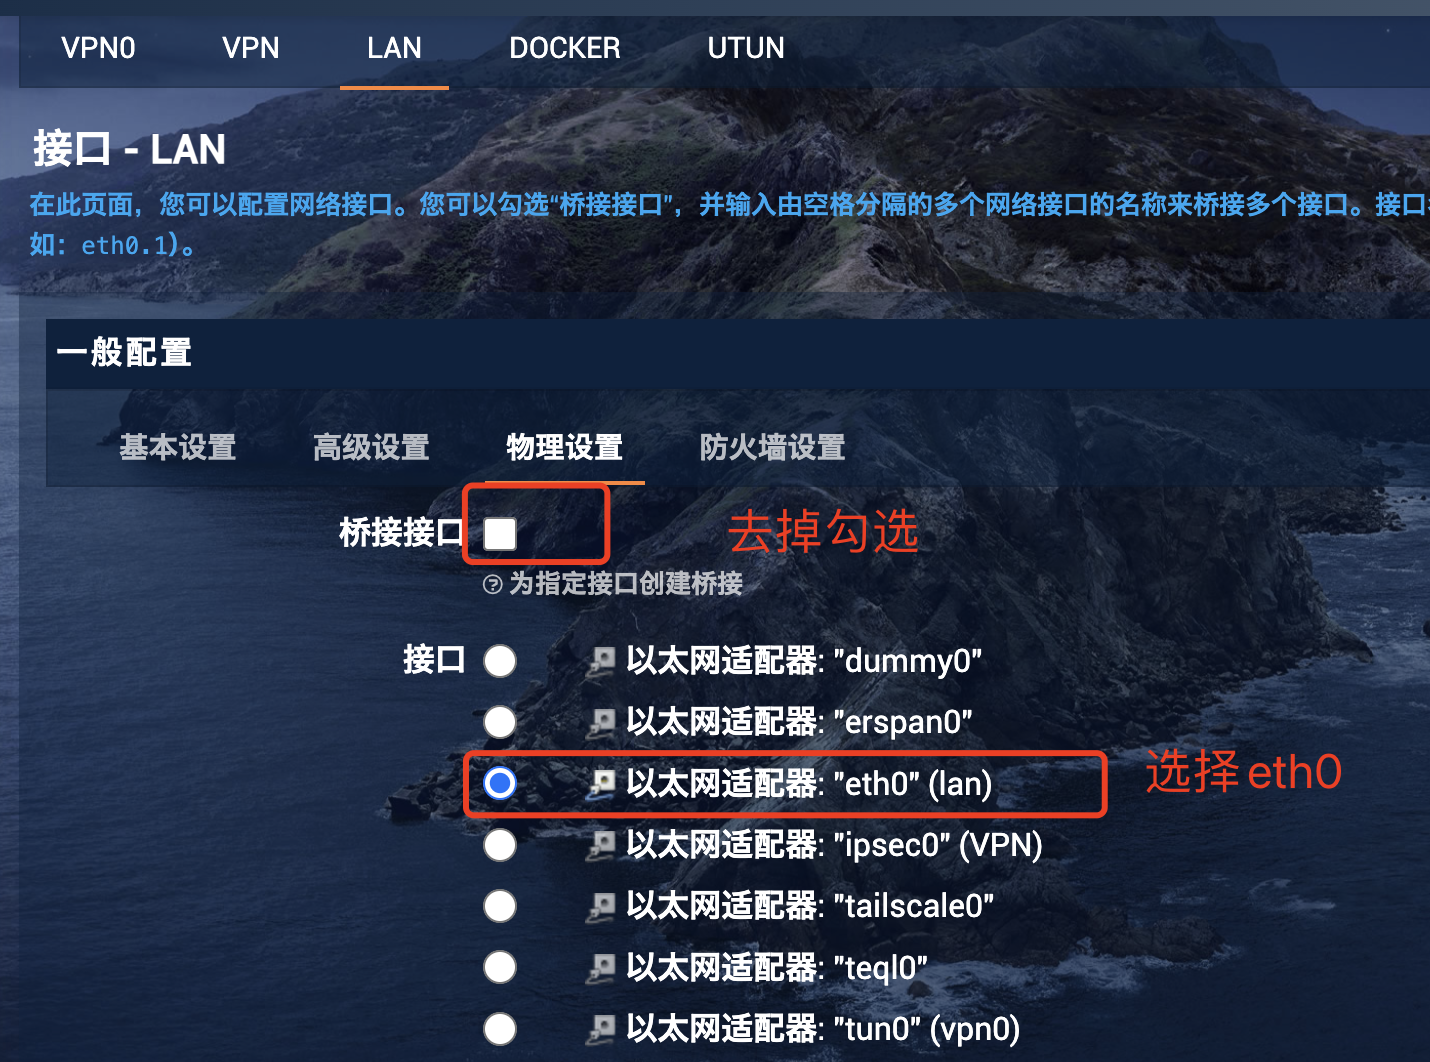 VPN0 VPN LAN DOCKER UTUN
接口 - LAN
在此页面，您可以配置网络接口。您可以勾选“桥接接口”，并输入由空格分隔的多个网络接口的名称来桥接多个接口。接口
如：eth0.1)。
一般配置
基本设置 高级设置 物理设置 防火墙设置
桥接接口 去掉勾选
为指定接口创建桥接
接口 以太网适配器: "dummy0"
以太网适配器: "erspan0"
以太网适配器: "eth0" (lan) 选择eth0
以太网适配器: "ipsec0" (VPN)
以太网适配器: "tailscale0"
以太网适配器: "teql0"
以太网适配器: "tun0" (vpn0)